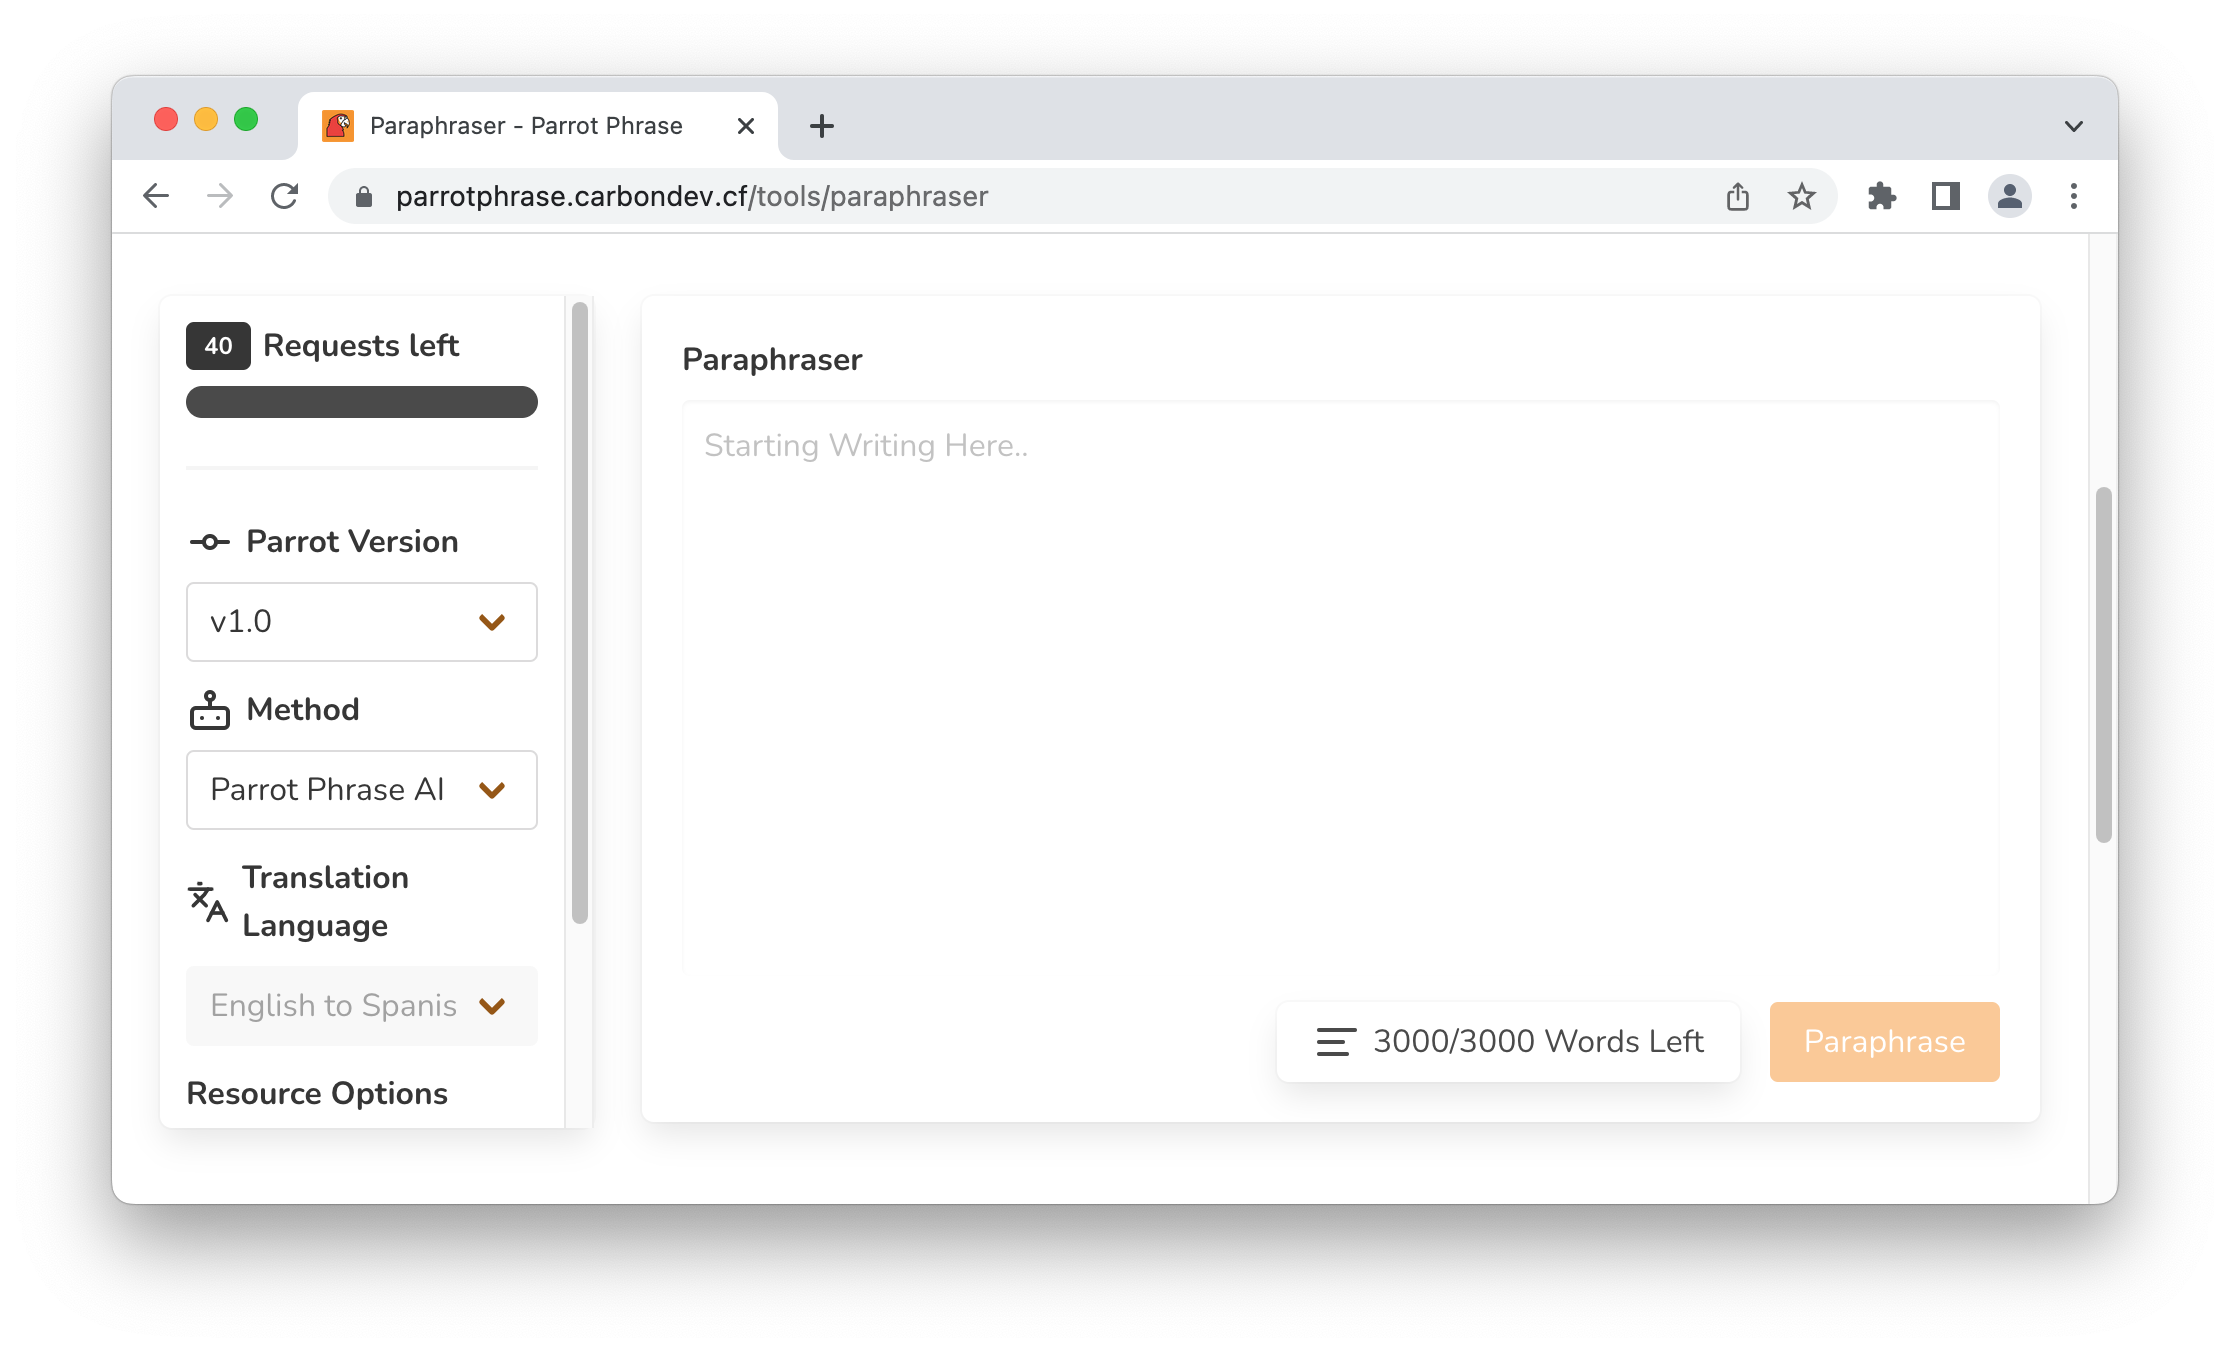 Paraphraser - Parrot Phrase
parrotphrase.carbondev.cf/tools/paraphraser
40 Requests left
Parrot Version
v1.0
Method
Parrot Phrase AI
Translation
Language
English to Spanis
Resource Options
Paraphraser
Starting Writing Here..
3000/3000 Words Left
Paraphrase